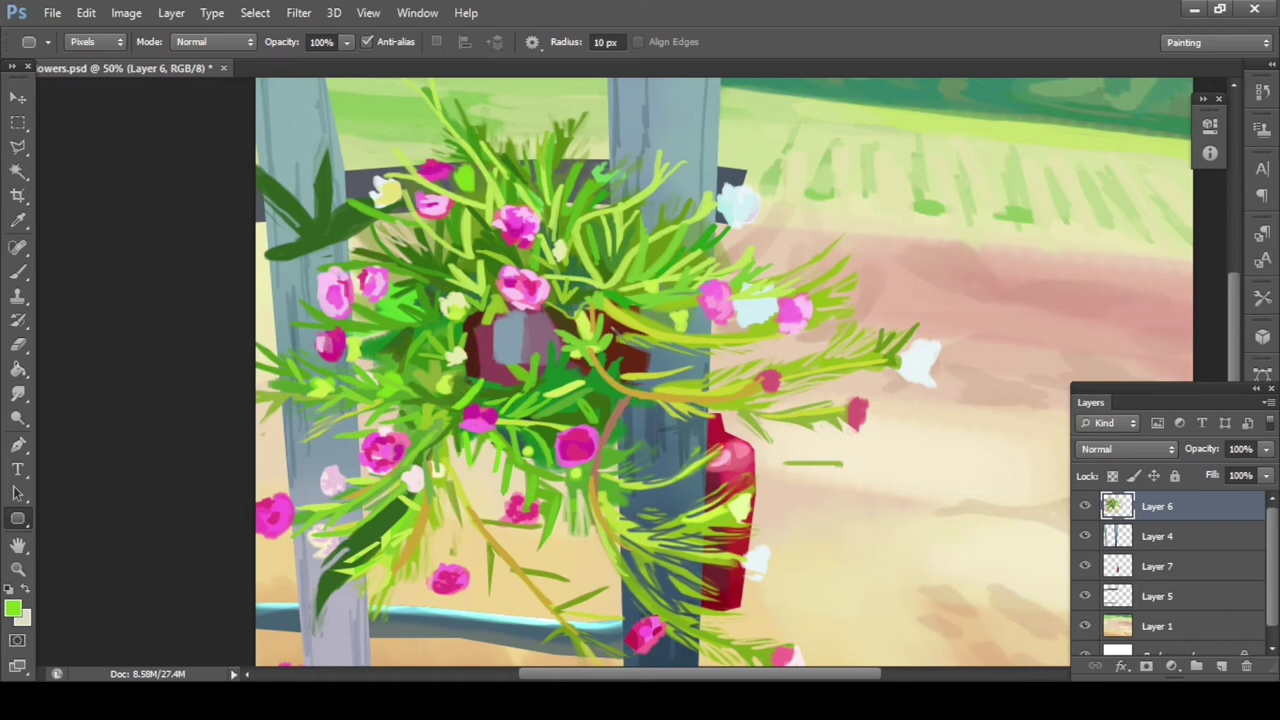 Ps File Edit Image Layer Type Select Filter 3D View Window Help
Pixels Mode: Normal Opacity: 100% Anti-alias Radius: 10 px Align Edges Painting
owers.psd @ 50% (Layer 6, RGB/8) * ×
Layers
Kind
Normal Opacity: 100%
Lock: Fill: 100%
Layer 6
Layer 4
Layer 7
Layer 5
Layer 1
Doc: 8.58M/27.4M